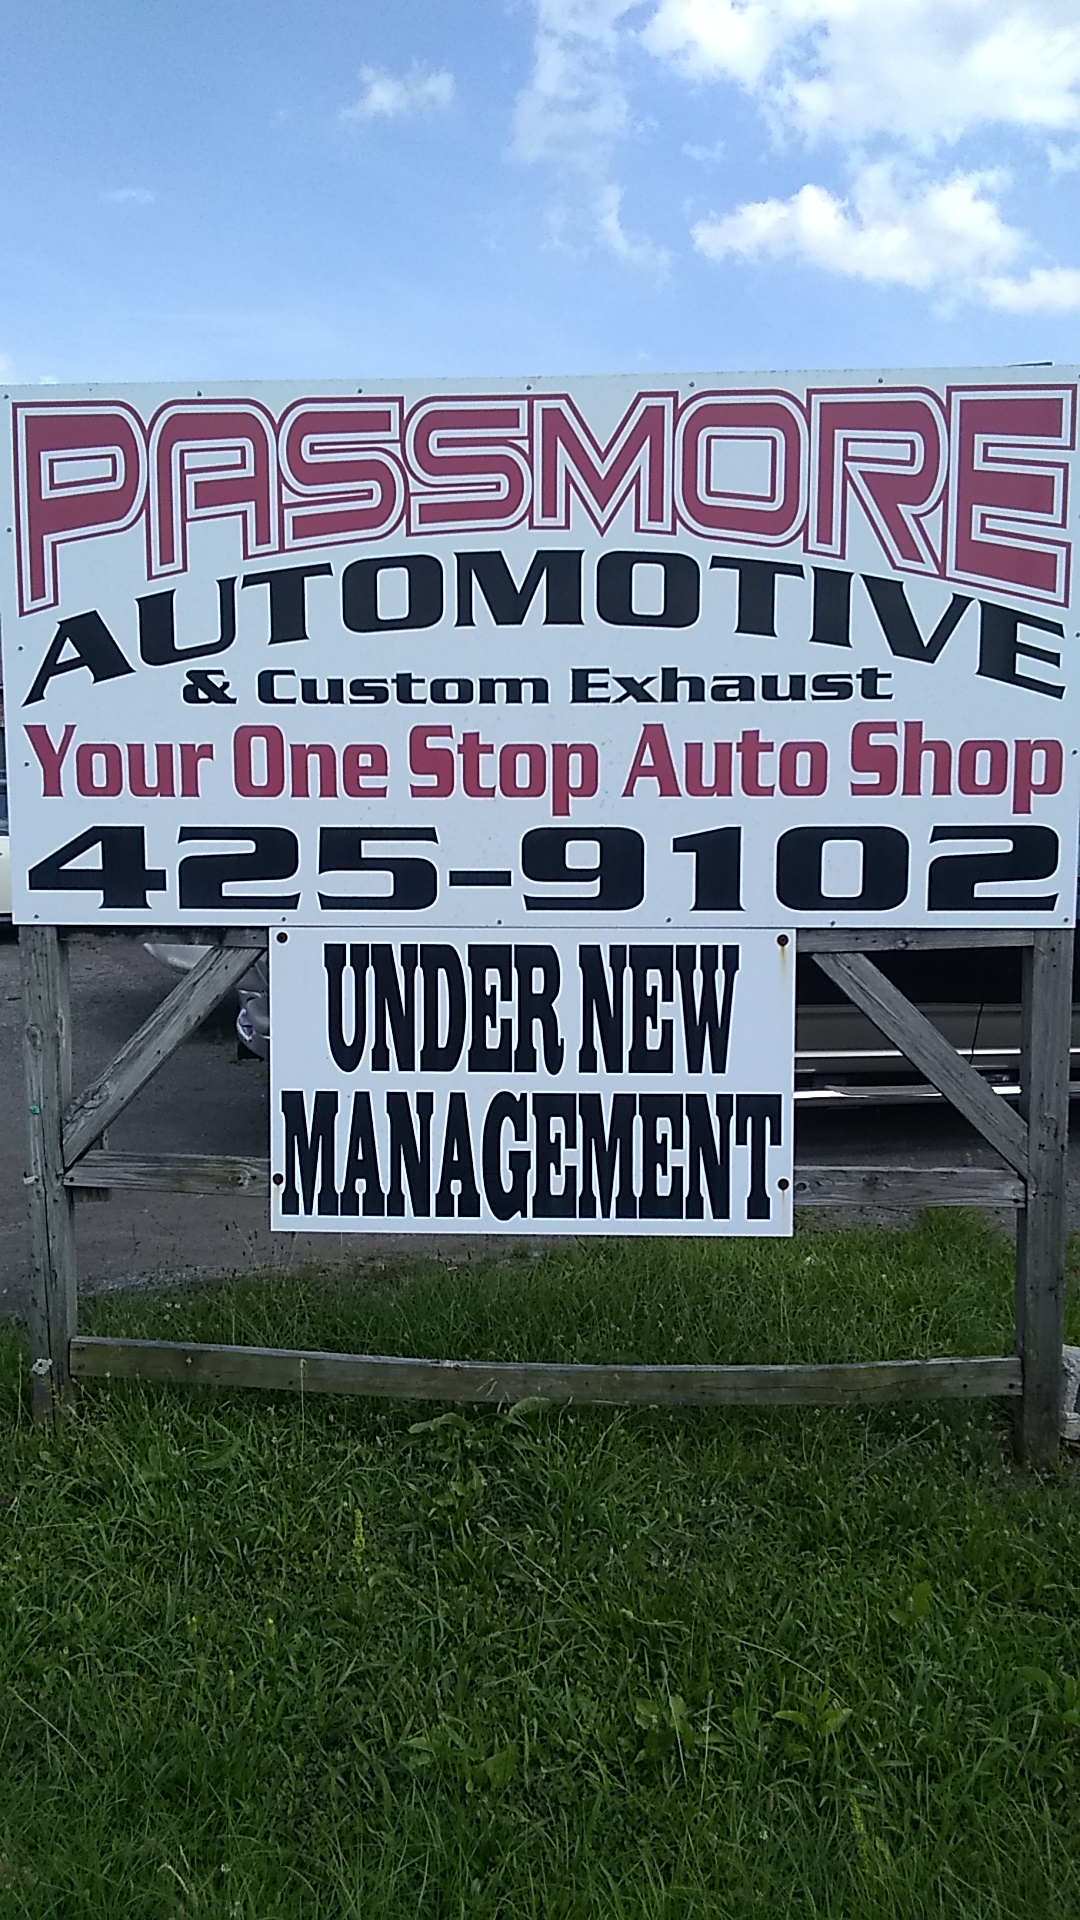 PASSMORE
AUTOMOTIVE
& Custom Exhaust
Your One Stop Auto Shop
425-9102
UNDER NEW
MANAGEMENT